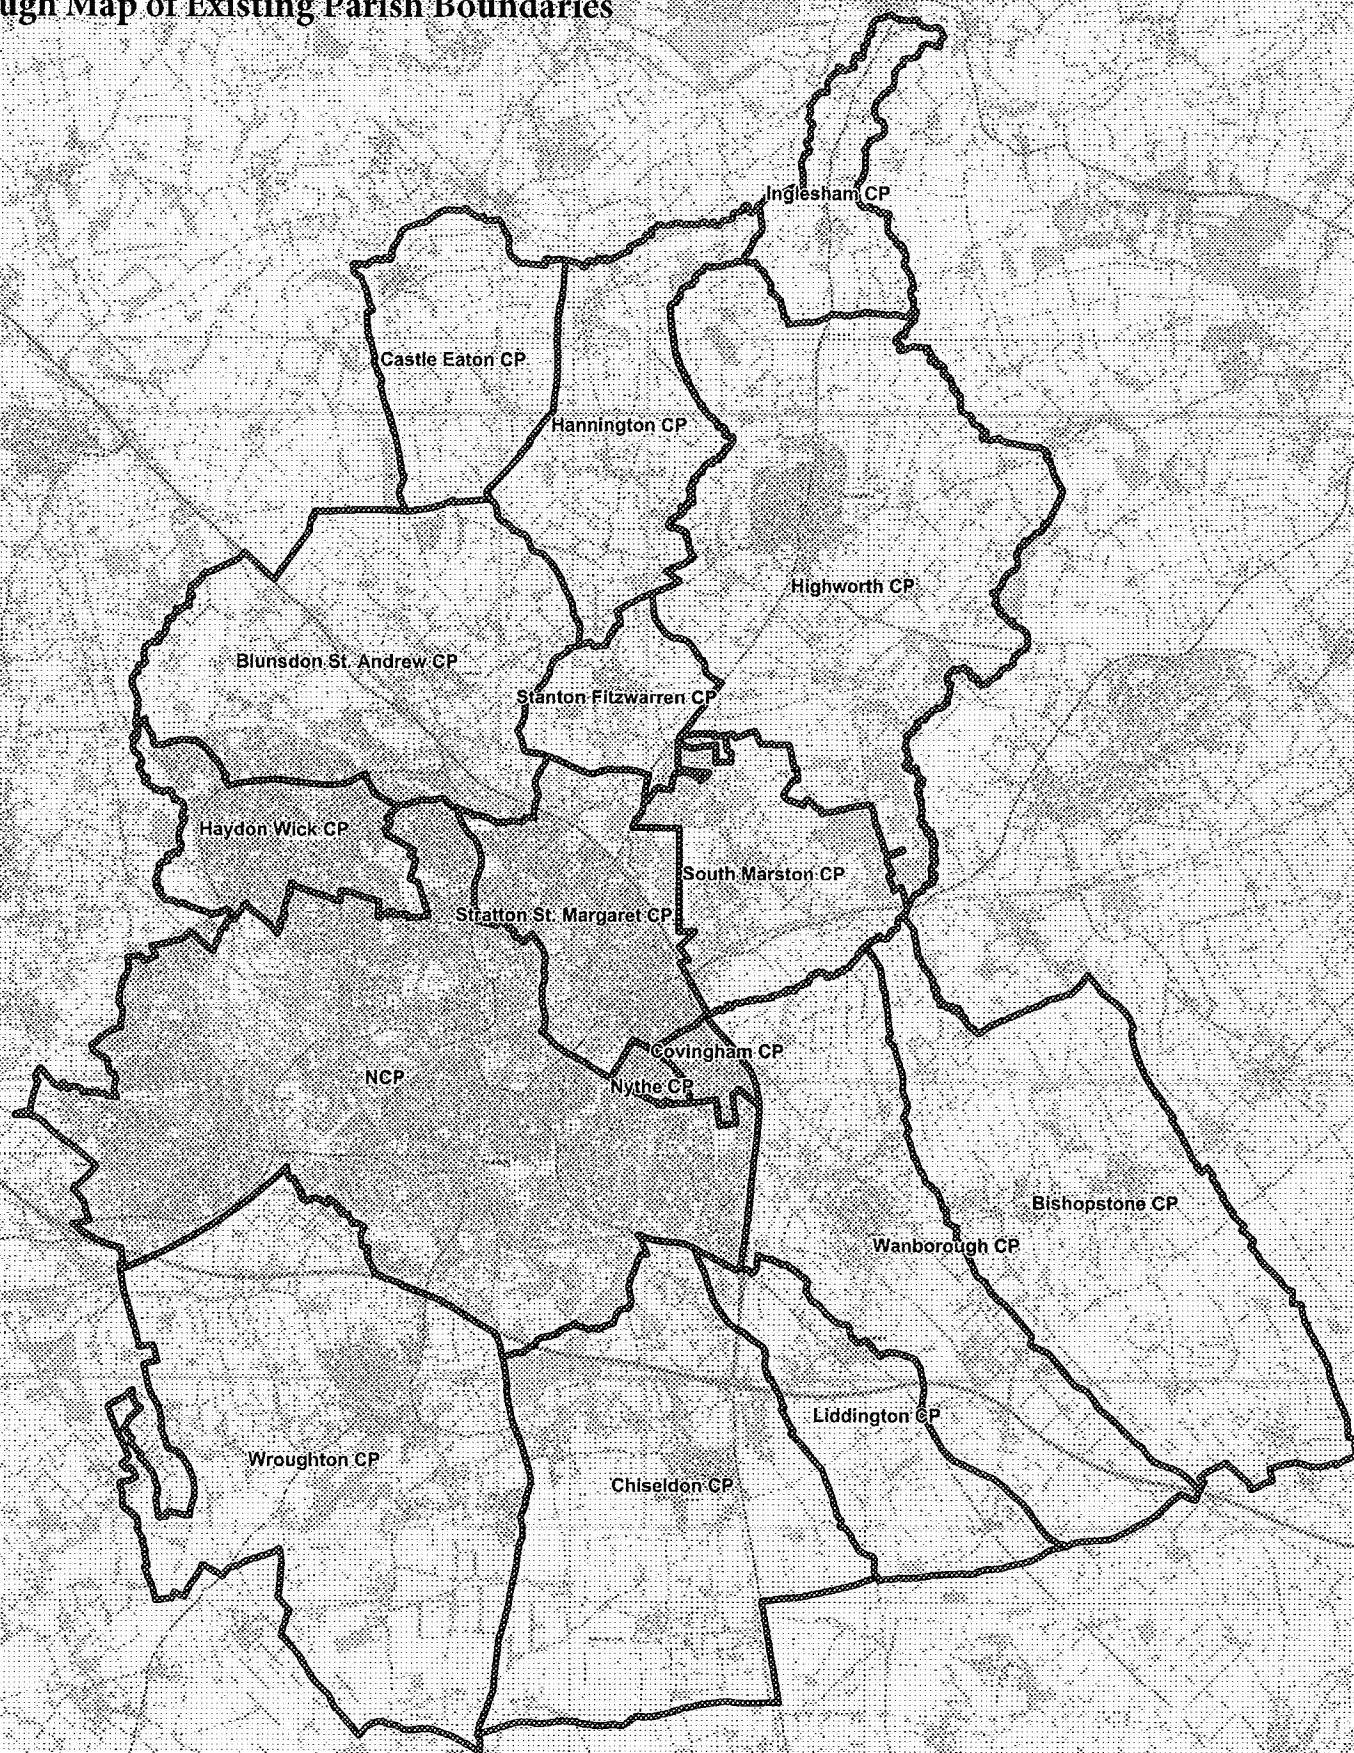 Map of Existing Parish Boundaries
Inglesham CP
Castle Eaton CP
Hannington CP
Highworth CP
Blunsdon St. Andrew CP
Stanton Fitzwarren CP
Haydon Wick CP
South Marston CP
Stratton St. Margaret CP
Covingham CP
NCP
Nythe CP
Bishopstone CP
Wanborough CP
Liddington CP
Wroughton CP
Chiseldon CP